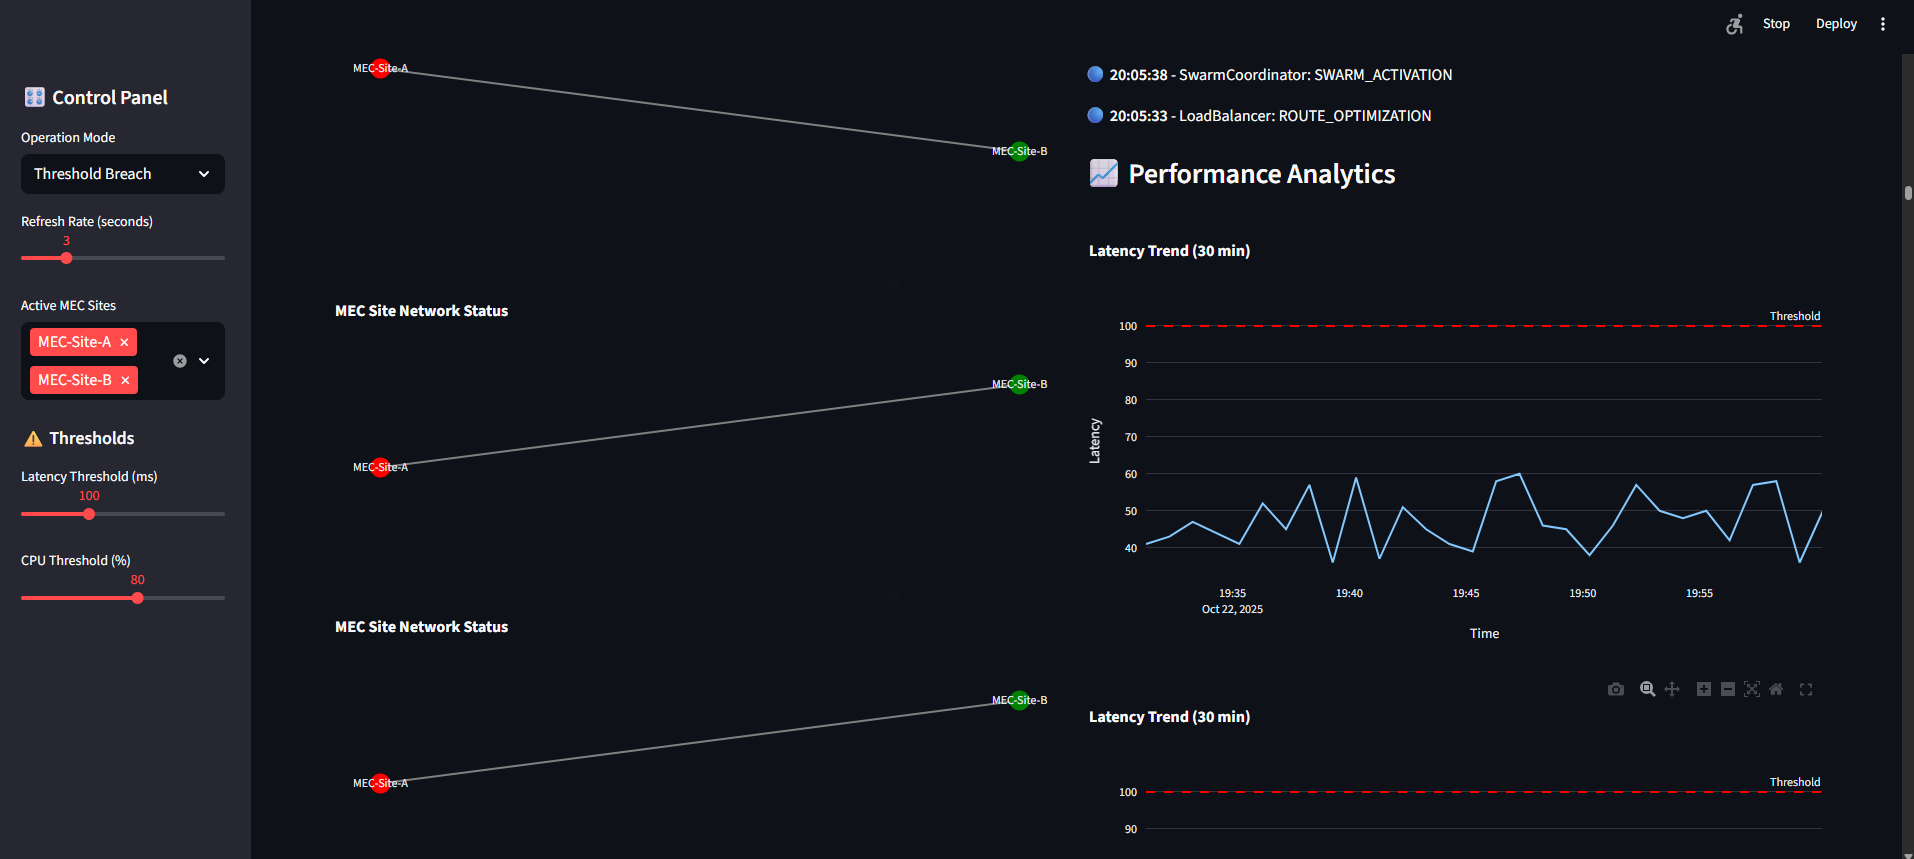 Stop
Deploy
Control Panel
Operation Mode
Threshold Breach
Refresh Rate (seconds)
3
Active MEC Sites
MEC-Site-A
MEC-Site-B
Thresholds
Latency Threshold (ms)
100
CPU Threshold (%)
80
MEC-Site-A
MEC-Site-B
MEC Site Network Status
MEC-Site-B
MEC-Site-A
MEC Site Network Status
MEC-Site-B
MEC-Site-A
20:05:38 - SwarmCoordinator: SWARM_ACTIVATION
20:05:33 - LoadBalancer: ROUTE_OPTIMIZATION
Performance Analytics
Latency Trend (30 min)
Threshold
100
90
80
70
60
50
40
Latency
19:35 19:40 19:45 19:50 19:55
Oct 22, 2025
Time
Latency Trend (30 min)
Threshold
100
90